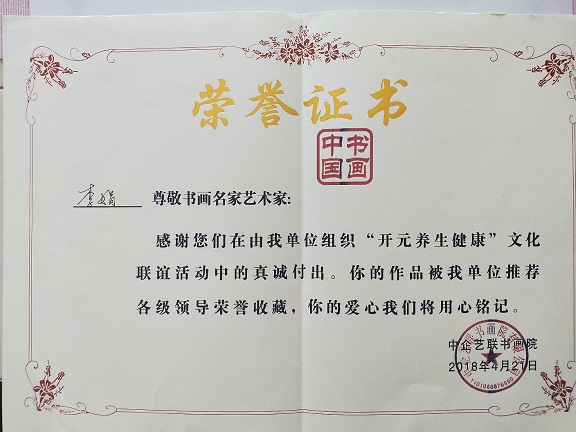 荣誉证书
中国书画
李娟 尊敬书画名家艺术家:
感谢您们在由我单位组织“开元养生健康”文化
联谊活动中的真诚付出。你的作品被我单位推荐
各级领导荣誉收藏，你的爱心我们将用心铭记。
中企艺联书画院
2018年4月21日